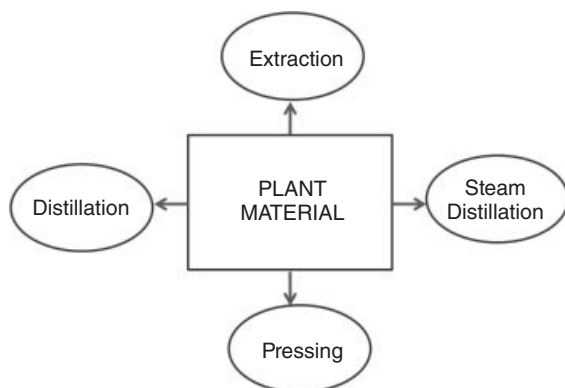 Extraction
Distillation
PLANT
MATERIAL
Steam
Distillation
Pressing